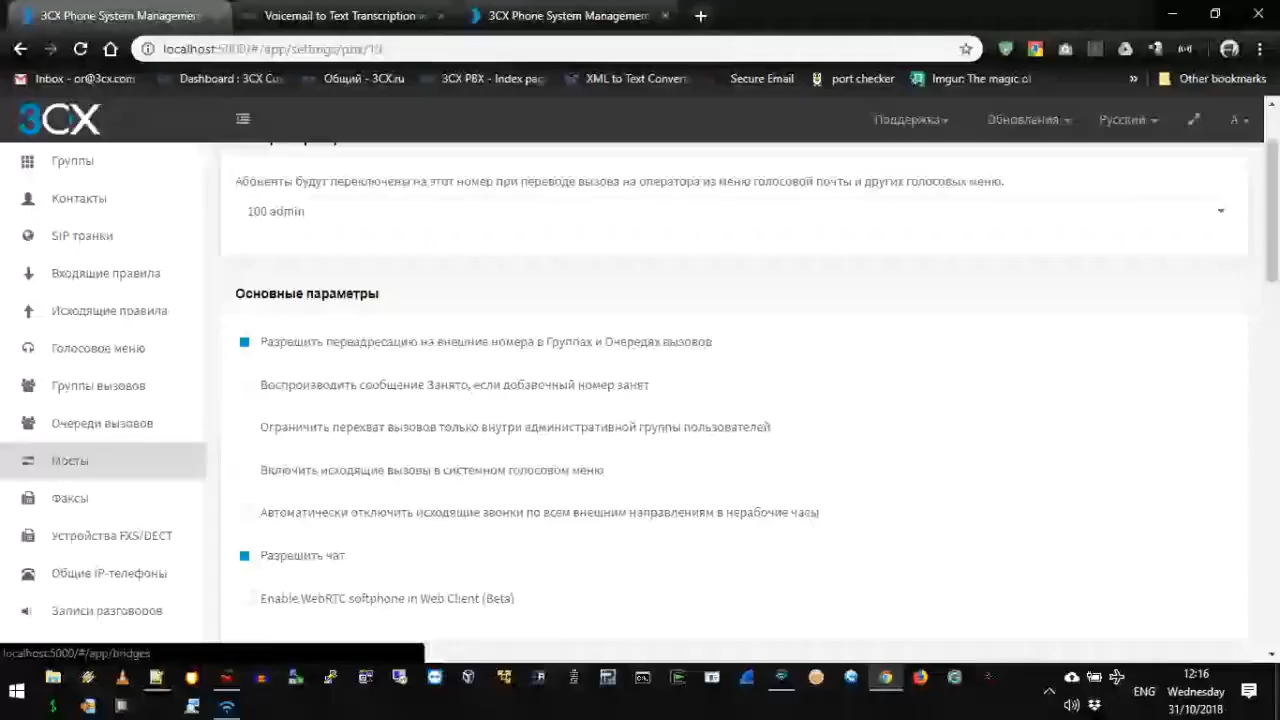 3CX Phone System Managemen
Voicemail to Text Transcription
3CX Phone System Managemen
localhost:5000/#/app/settings/pbx/10
Inbox - or@3cx.com
Dashboard : 3CX Cu
Общий - 3CX.ru
3CX PBX - Index pag
XML to Text Convert
Secure Email
port checker
Imgur: The magic of
»
Other bookmarks
3CX
Поддержка
Обновления
Русский
A
Группы
Контакты
SIP транки
Входящие правила
Исходящие правила
Голосовое меню
Группы вызовов
Очереди вызовов
Мосты
Факсы
Устройства FXS/DECT
Общие IP-телефоны
Записи разговоров
Абоненты будут переключены на этот номер при переводе вызова на оператора из меню голосовой почты и других голосовых меню.
100 admin
Основные параметры
Разрешить переадресацию на внешние номера в Группах и Очередях вызовов
Воспроизводить сообщение Занято, если добавочный номер занят
Ограничить перехват вызовов только внутри административной группы пользователей
Включить исходящие вызовы в системном голосовом меню
Автоматически отключить исходящие звонки по всем внешним направлениям в нерабочие часы
Разрешить чат
Enable WebRTC softphone in Web Client (Beta)
localhost:5000/#/app/bridges
12:16
ENG
Wednesday
31/10/2018